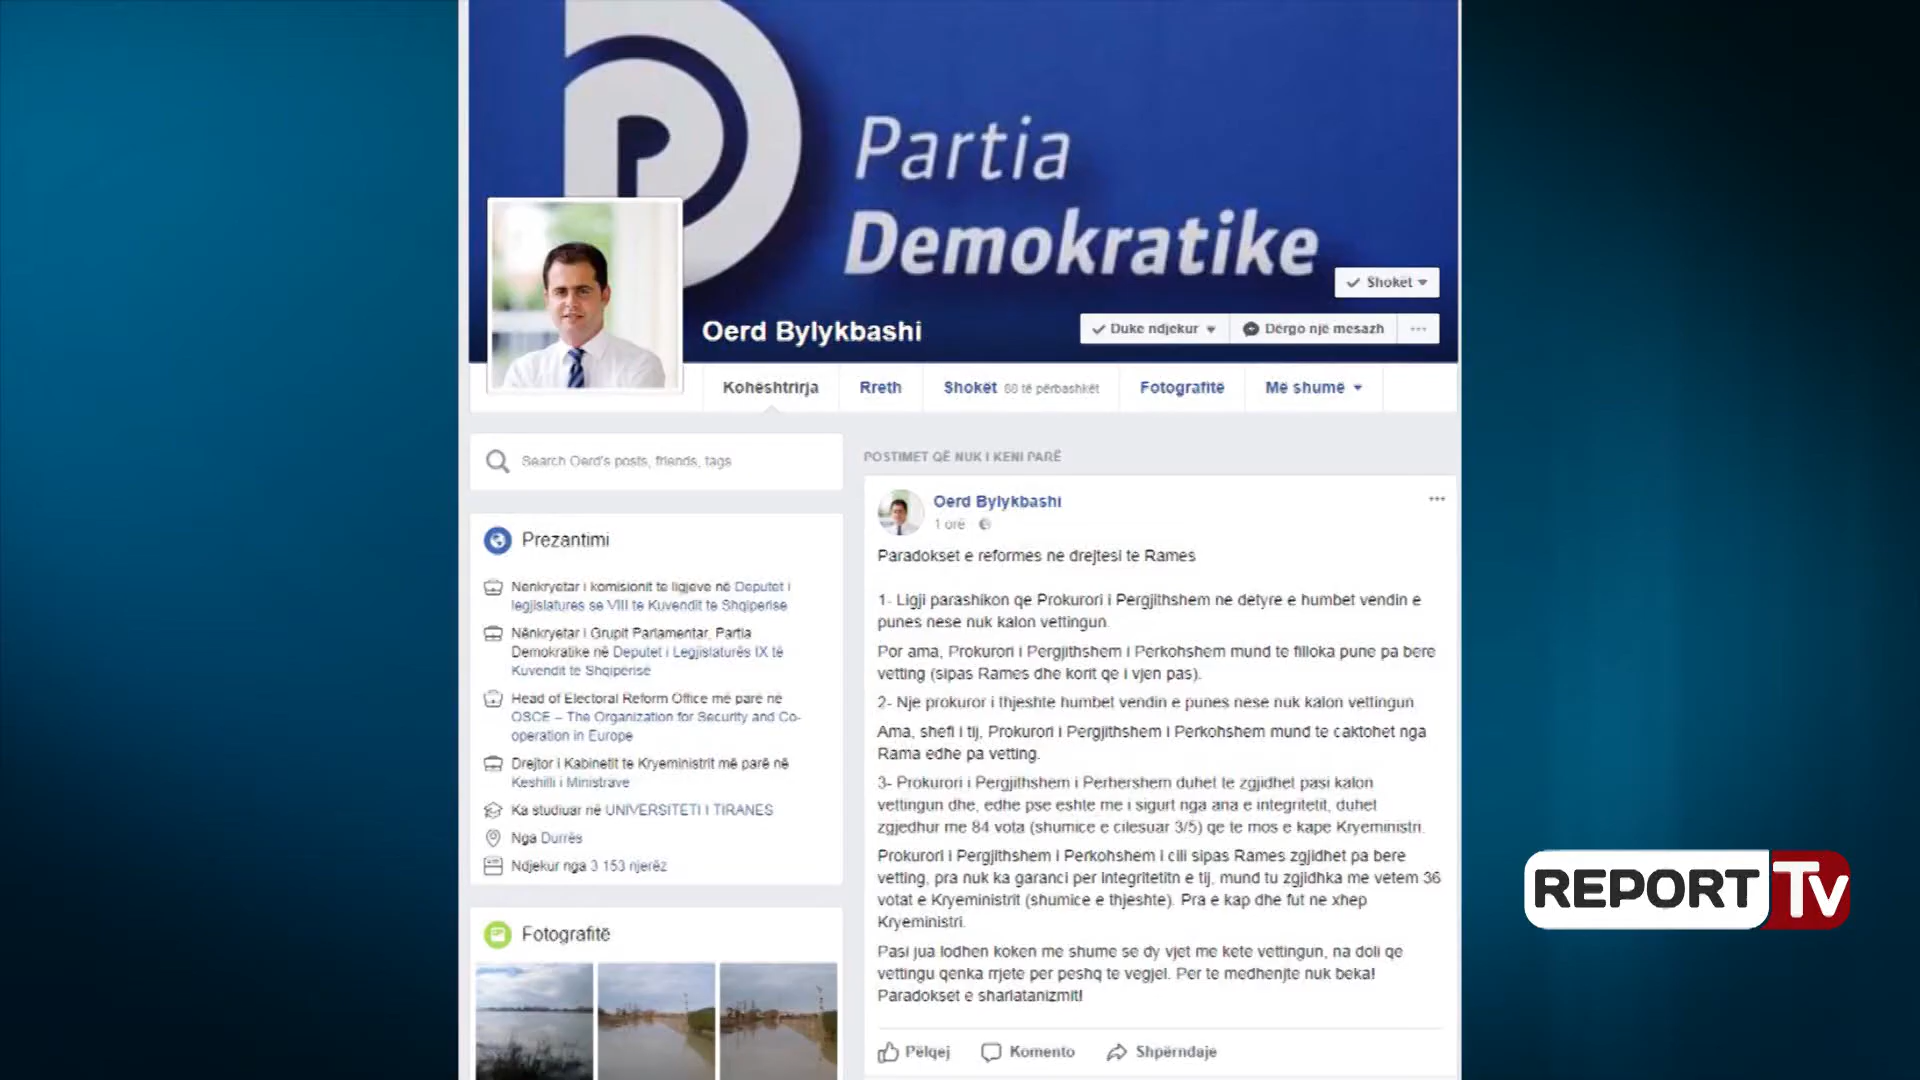 Partia
Demokratike
Shokët
Oerd Bylykbashi
Duke ndjekur
Dërgo një mesazh
Kohështrirja
Rreth
Shokët 68 të përbashkët
Fotografitë
Më shumë
Search Oerd's posts, friends, tags
POSTIMET QË NUK I KENI PARË
Oerd Bylykbashi
1 orë
Prezantimi
Nenkryetar i komisionit te ligjeve në Deputet i
legjislatures se VIII te Kuvendit te Shqiperise
Nënkryetar i Grupit Parlamentar, Partia
Demokratike në Deputet i Legjislaturës IX të
Kuvendit te Shqipërisë
Head of Electoral Reform Office më parë në
OSCE – The Organization for Security and Co-
operation in Europe
Drejtor i Kabinetit te Kryeministrit më parë në
Keshilli i Ministrave
Ka studiuar në UNIVERSITETI I TIRANES
Nga Durrës
Ndjekur nga 3 153 njerëz
Fotografitë
Paradokset e reformes ne drejtesi te Rames
1- Ligji parashikon qe Prokurori i Pergjithshem ne detyre e humbet vendin e
punes nese nuk kalon vettingun.
Por ama, Prokurori i Pergjithshem i Perkohshem mund te filloka pune pa bere
vetting (sipas Rames dhe korit qe i vjen pas).
2- Nje prokuror i thjeshte humbet vendin e punes nese nuk kalon vettingun
Ama, shefi i tij, Prokurori i Pergjithshem i Perkohshem mund te caktohet nga
Rama edhe pa vetting.
3- Prokurori i Pergjithshem i Perhershem duhet te zgjidhet pasi kalon
vettingun dhe, edhe pse eshte me i sigurt nga ana e integritetit, duhet
zgjedhur me 84 vota (shumice e cilesuar 3/5) qe te mos e kape Kryeministri.
Prokurori i Pergjithshem i Perkohshem i cili sipas Rames zgjidhet pa bere
vetting, pra nuk ka garanci per integritetitn e tij, mund tu zgjidhka me vetem 36
votat e Kryeministrit (shumice e thjeshte). Pra e kap dhe fut ne xhep
Kryeministri.
Pasi jua lodhen koken me shume se dy vjet me kete vettingun, na doli qe
vettingu qenka rrjete per peshq te vegjel. Per te medhenjte nuk beka!
Paradokset e sharlatanizmit!
Pëlqej
Komento
Shpërndaje
REPORT Tv